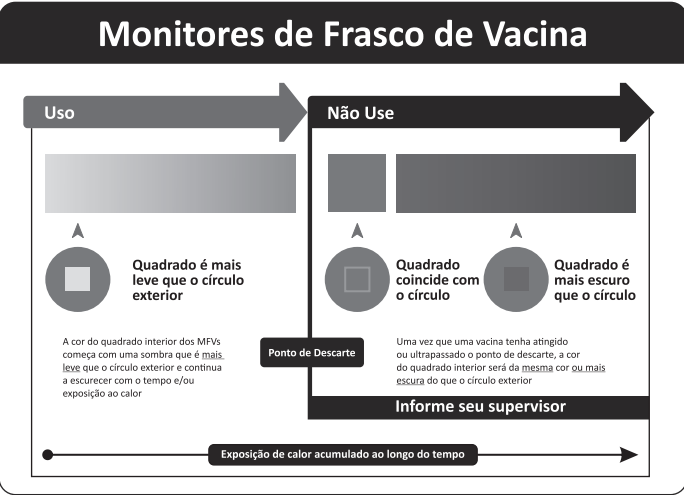 Monitores de Frasco de Vacina
Uso
Não Use
Quadrado é mais
leve que o círculo
exterior
Quadrado
coincide com
o círculo
Quadrado é
mais escuro
que o círculo
A cor do quadrado interior dos MFVs
começa com uma sombra que é mais
leve que o círculo exterior e continua
a escurecer com o tempo e/ou
exposição ao calor
Ponto de Descarte
Uma vez que uma vacina tenha atingido
ou ultrapassado o ponto de descarte, a cor
do quadrado interior será da mesma cor ou mais
escura do que o círculo exterior
Informe seu supervisor
Exposição de calor acumulado ao longo do tempo